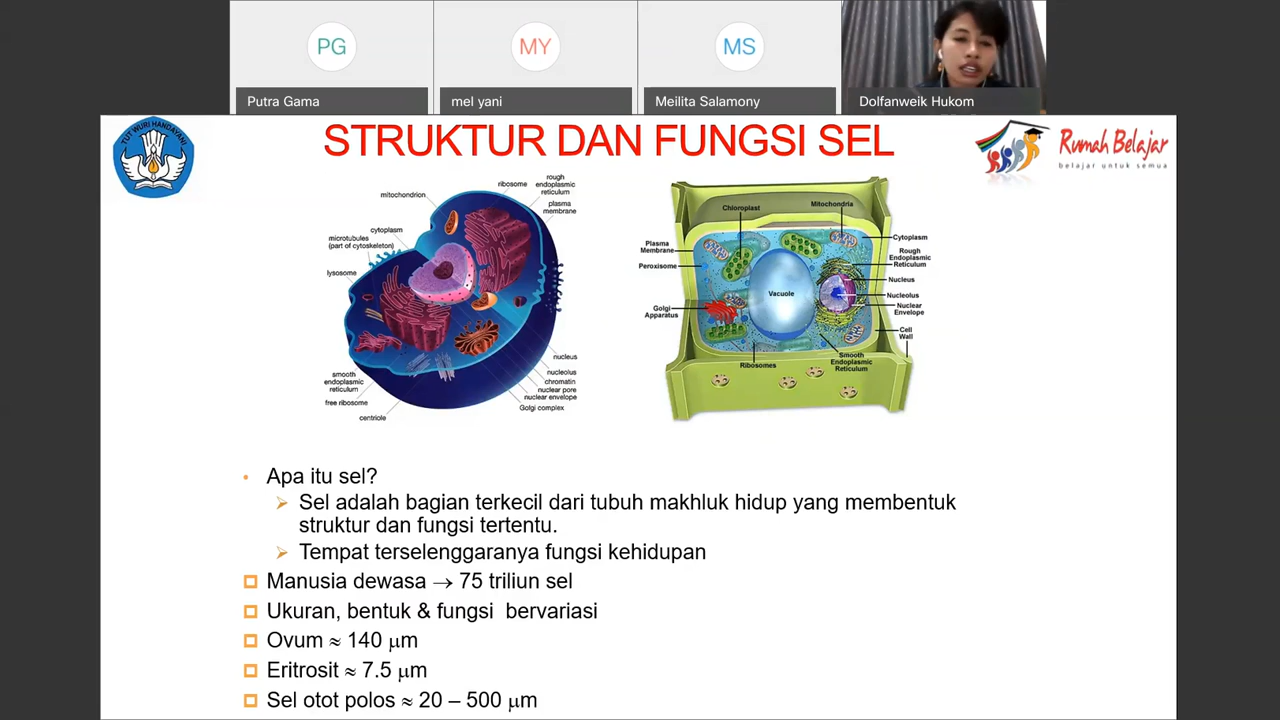 PG
MY
MS
Putra Gama
mel yani
Meilita Salamony
Dolfanweik Hukom
TUT WURI HANDAYANI
STRUKTUR DAN FUNGSI SEL
Rumah Belajar
belajar untuk semua
mitochondrion
ribosome
rough
endoplasmic
reticulum
plasma
membrane
cytoplasm
microtubules
(part of cytoskeleton)
lysosome
smooth
endoplasmic
reticulum
free ribosome
centriole
nucleus
nucleolus
chromatin
nuclear pore
nuclear envelope
Golgi complex
Chloroplast
Mitochondria
Plasma
Membrane
Peroxisome
Golgi
Apparatus
Vacuole
Ribosomes
Cytoplasm
Rough
Endoplasmic
Reticulum
Nucleus
Nucleolus
Nuclear
Envelope
Cell
Wall
Smooth
Endoplasmic
Reticulum
• Apa itu sel?
➢ Sel adalah bagian terkecil dari tubuh makhluk hidup yang membentuk
struktur dan fungsi tertentu.
➢ Tempat terselenggaranya fungsi kehidupan
Manusia dewasa → 75 triliun sel
Ukuran, bentuk & fungsi bervariasi
Ovum ≈ 140 μm
Eritrosit ≈ 7.5 μm
Sel otot polos ≈ 20 – 500 μm